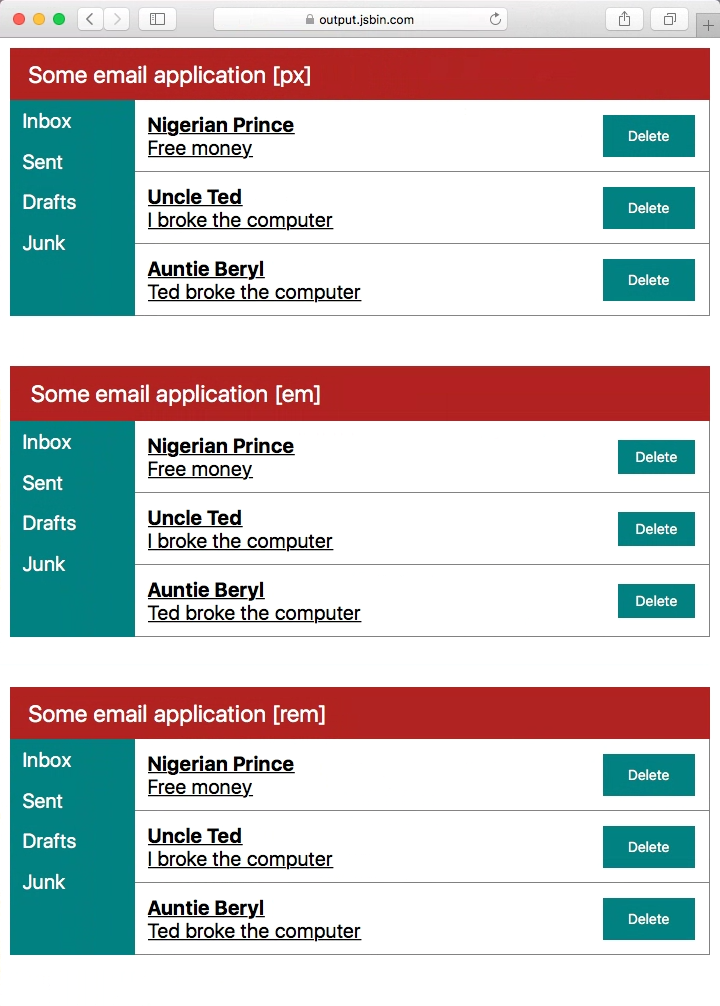 output.jsbin.com
Some email application [px]
Inbox
Sent
Drafts
Junk
Nigerian Prince
Free money
Delete
Uncle Ted
I broke the computer
Delete
Auntie Beryl
Ted broke the computer
Delete
Some email application [em]
Inbox
Sent
Drafts
Junk
Nigerian Prince
Free money
Delete
Uncle Ted
I broke the computer
Delete
Auntie Beryl
Ted broke the computer
Delete
Some email application [rem]
Inbox
Sent
Drafts
Junk
Nigerian Prince
Free money
Delete
Uncle Ted
I broke the computer
Delete
Auntie Beryl
Ted broke the computer
Delete